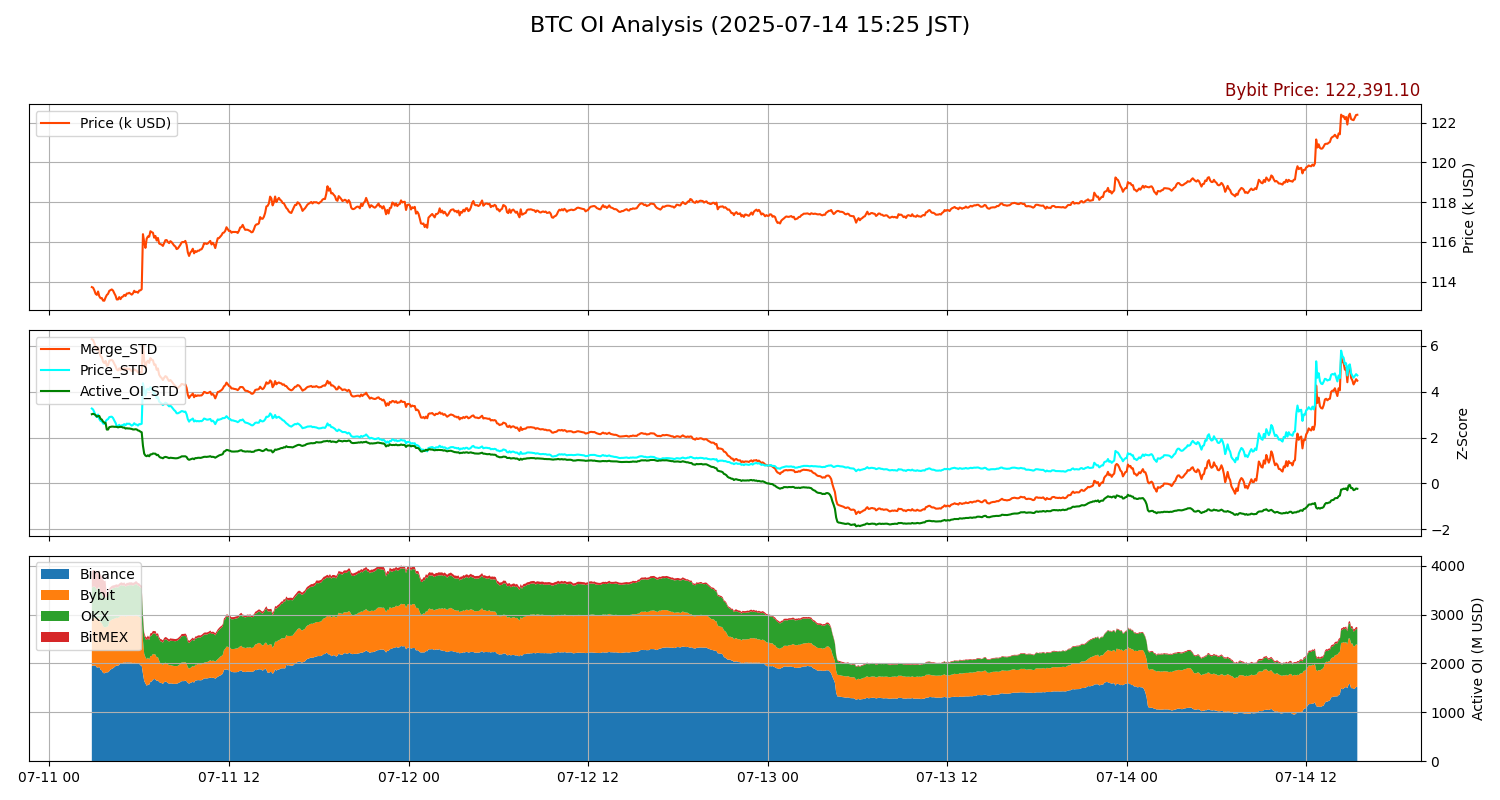 BTC OI Analysis (2025-07-14 15:25 JST)
Bybit Price: 122,391.10
Price (k USD)
122
120
118
116
114
Price (k USD)
Merge_STD
Price_STD
Active_OI_STD
6
4
2
0
−2
Z-Score
Binance
Bybit
OKX
BitMEX
4000
3000
2000
1000
0
Active OI (M USD)
07-11 00 07-11 12 07-12 00 07-12 12 07-13 00 07-13 12 07-14 00 07-14 12